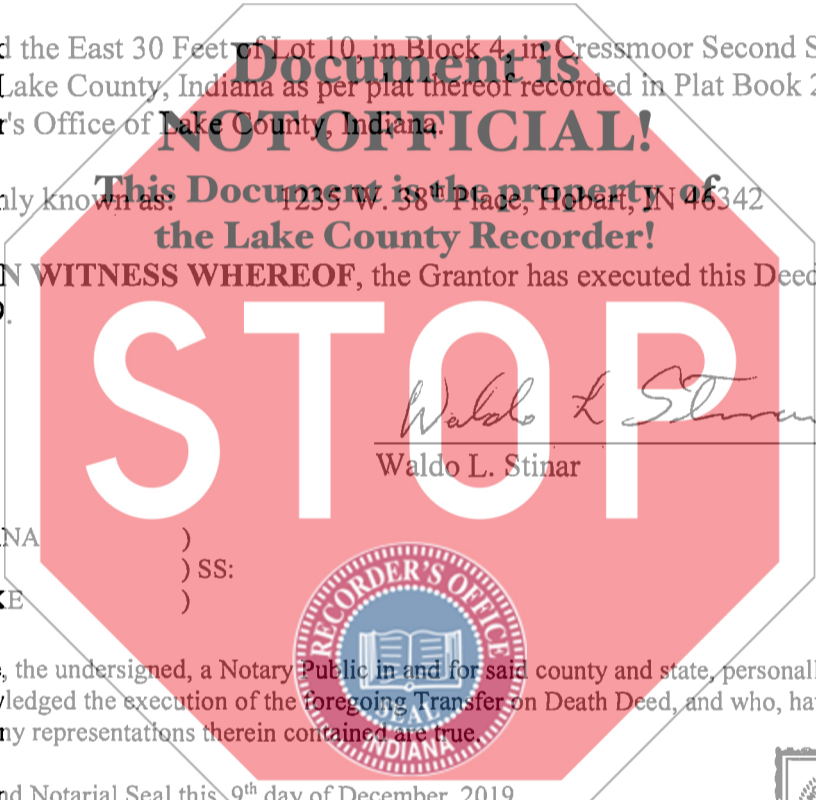 d the East 30 Feet of Lot 10, in Block 4, in Cressmoor Second S
Document is
Lake County, Indiana as per plat thereof recorded in Plat Book 2
r's Office of Lake County, Indiana.
NOT OFFICIAL!
nly known as: 1235 W. 38th Place, Hobart, IN 46342
This Document is the property of
the Lake County Recorder!
N WITNESS WHEREOF, the Grantor has executed this Deed
9.
STOP
Waldo L Stinar
Waldo L. Stinar
NA )
) SS:
KE )
RECORDER'S OFFICE
SEAL
INDIANA
, the undersigned, a Notary Public in and for said county and state, personall
ledged the execution of the foregoing Transfer on Death Deed, and who, ha
ny representations therein contained are true.
nd Notarial Seal this 9th day of December, 2019